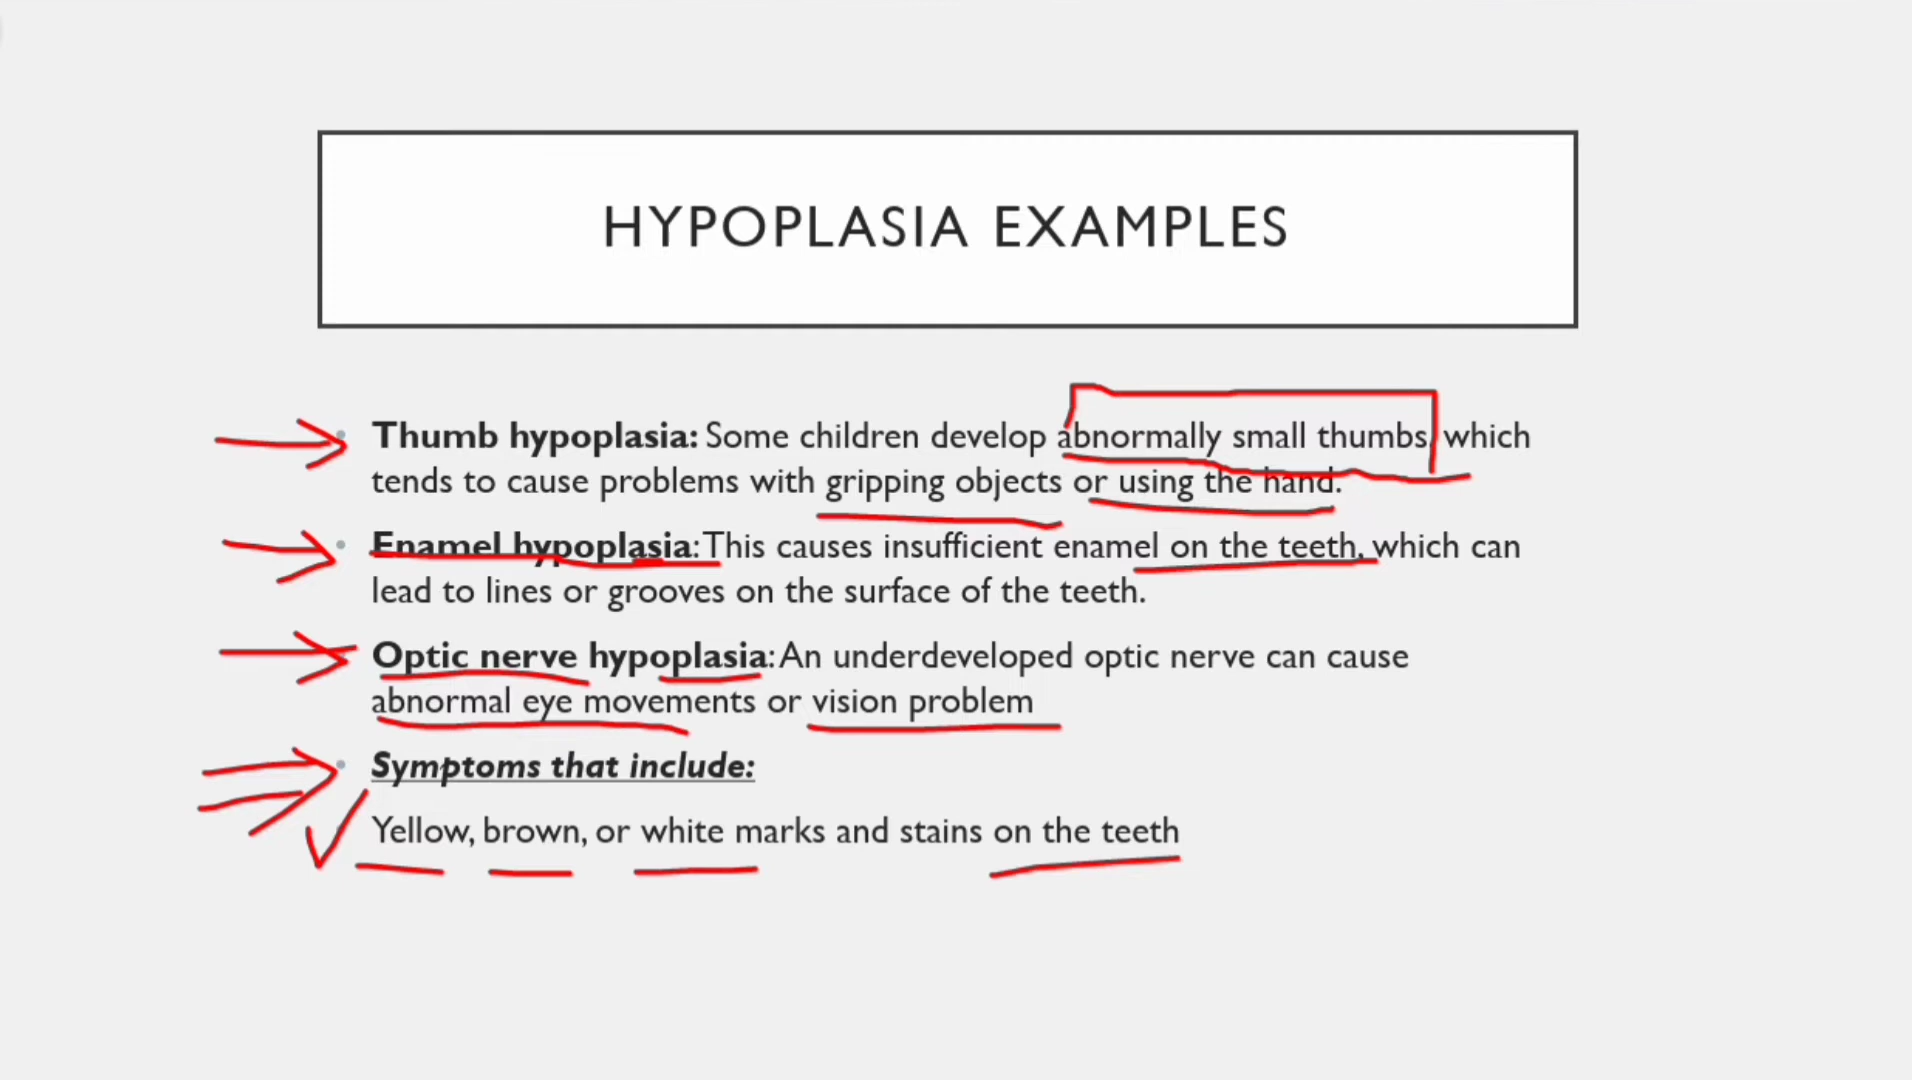 HYPOPLASIA EXAMPLES
• Thumb hypoplasia: Some children develop abnormally small thumbs, which
tends to cause problems with gripping objects or using the hand.
• Enamel hypoplasia: This causes insufficient enamel on the teeth, which can
lead to lines or grooves on the surface of the teeth.
Optic nerve hypoplasia: An underdeveloped optic nerve can cause
abnormal eye movements or vision problem
• Symptoms that include:
Yellow, brown, or white marks and stains on the teeth